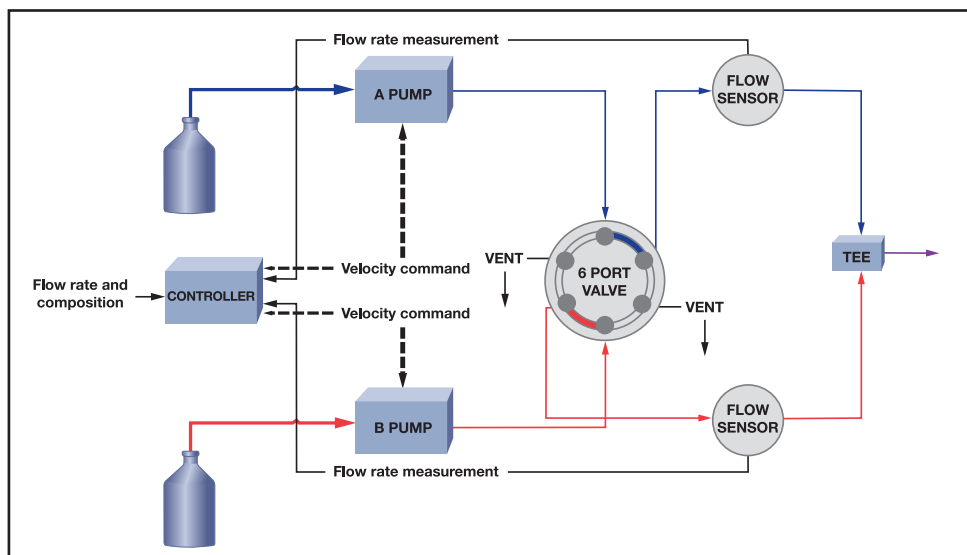 Flow rate measurement
A PUMP
FLOW
SENSOR
Velocity command
VENT
6 PORT
VALVE
TEE
Flow rate and
composition
CONTROLLER
Velocity command
VENT
B PUMP
FLOW
SENSOR
Flow rate measurement